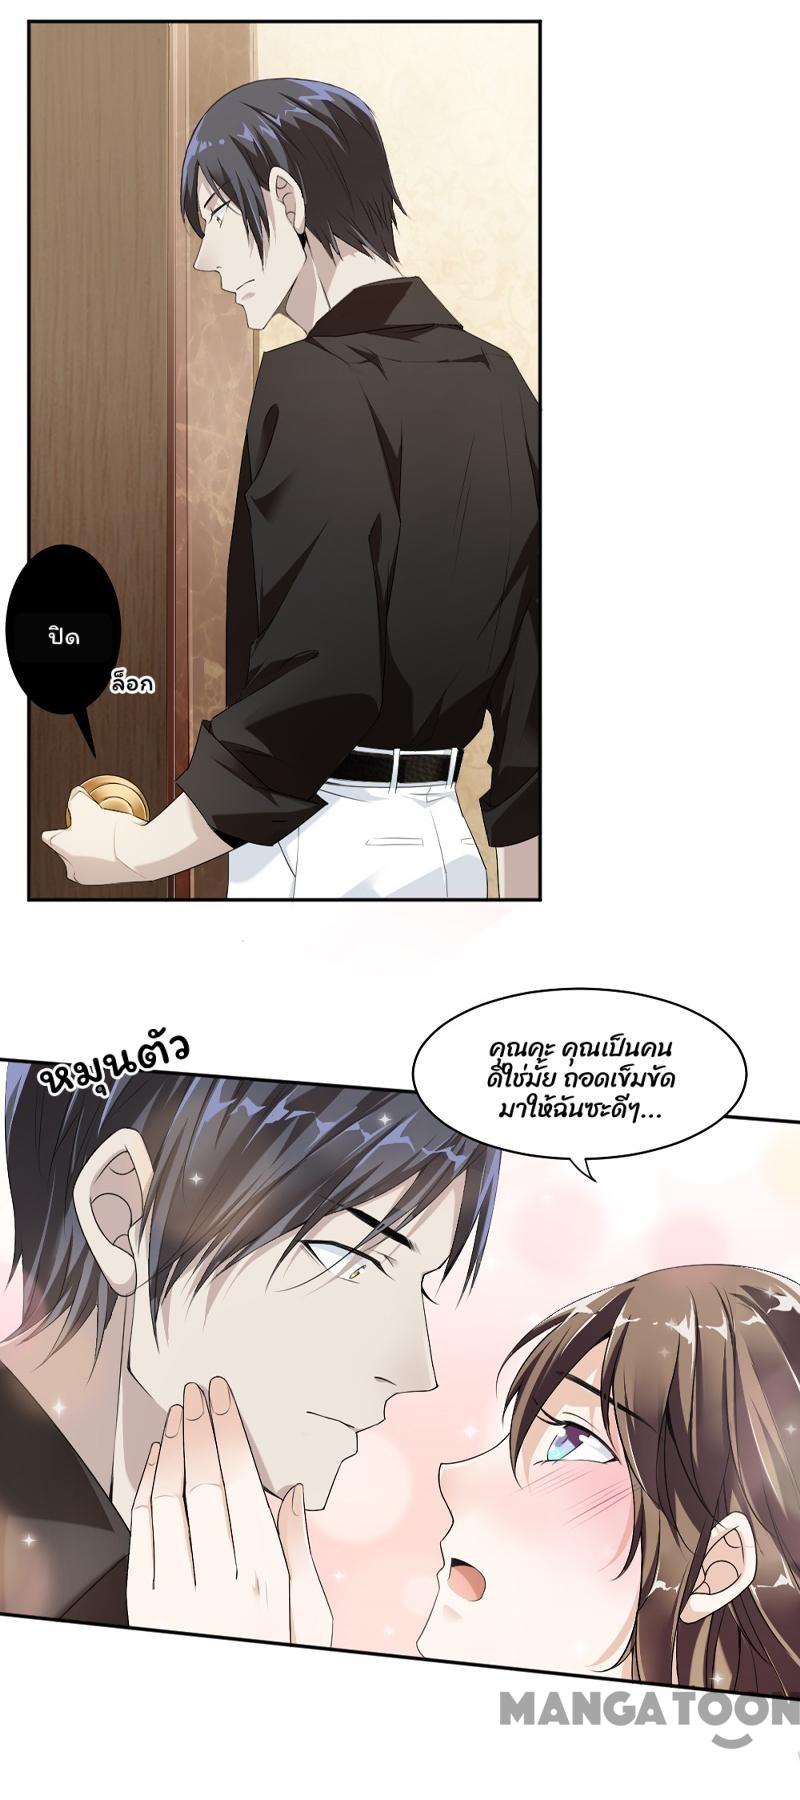 ปิด
ล็อก
หมุนตัว
คุณคะ คุณเป็นคน
ดีใช่มั้ย ถอดเข็มขัด
มาให้ฉันซะดีๆ...
MANGATOON